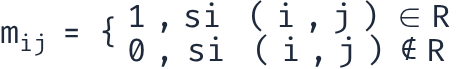 m_ij = { 1 , si ( i , j ) ∈ R
0 , si ( i , j ) ∉ R